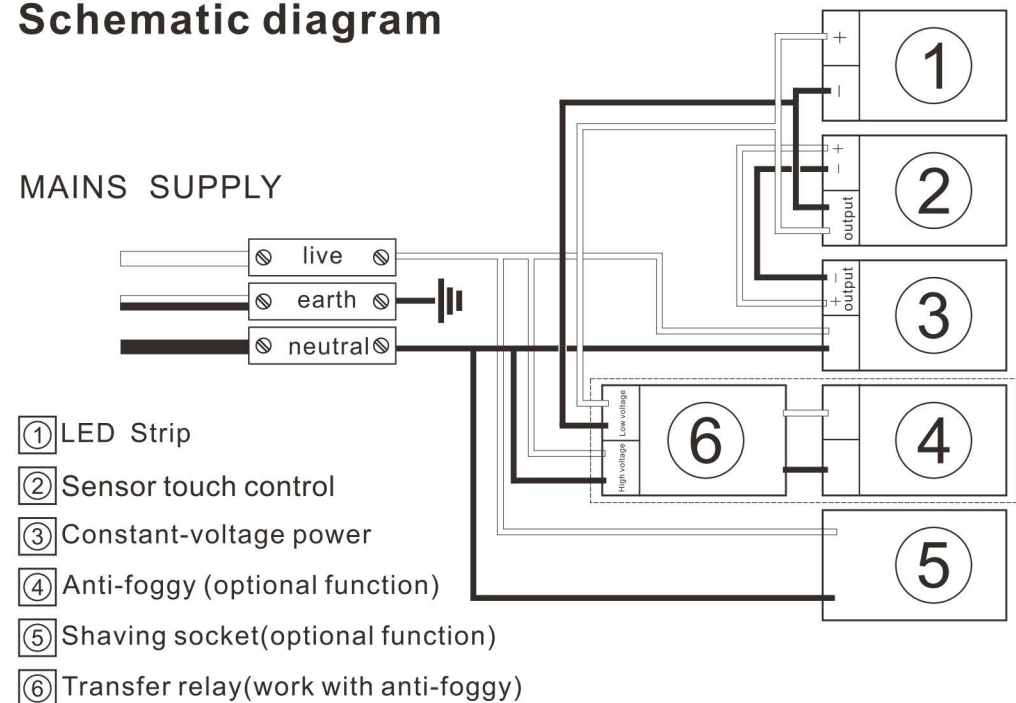 Schematic diagram
MAINS SUPPLY
live
earth
neutral
①LED Strip
②Sensor touch control
③Constant-voltage power
④Anti-foggy (optional function)
⑤Shaving socket(optional function)
⑥Transfer relay(work with anti-foggy)
+
−
①
+
−
output
②
−
+
output
③
Low voltage
High voltage
⑥
④
⑤